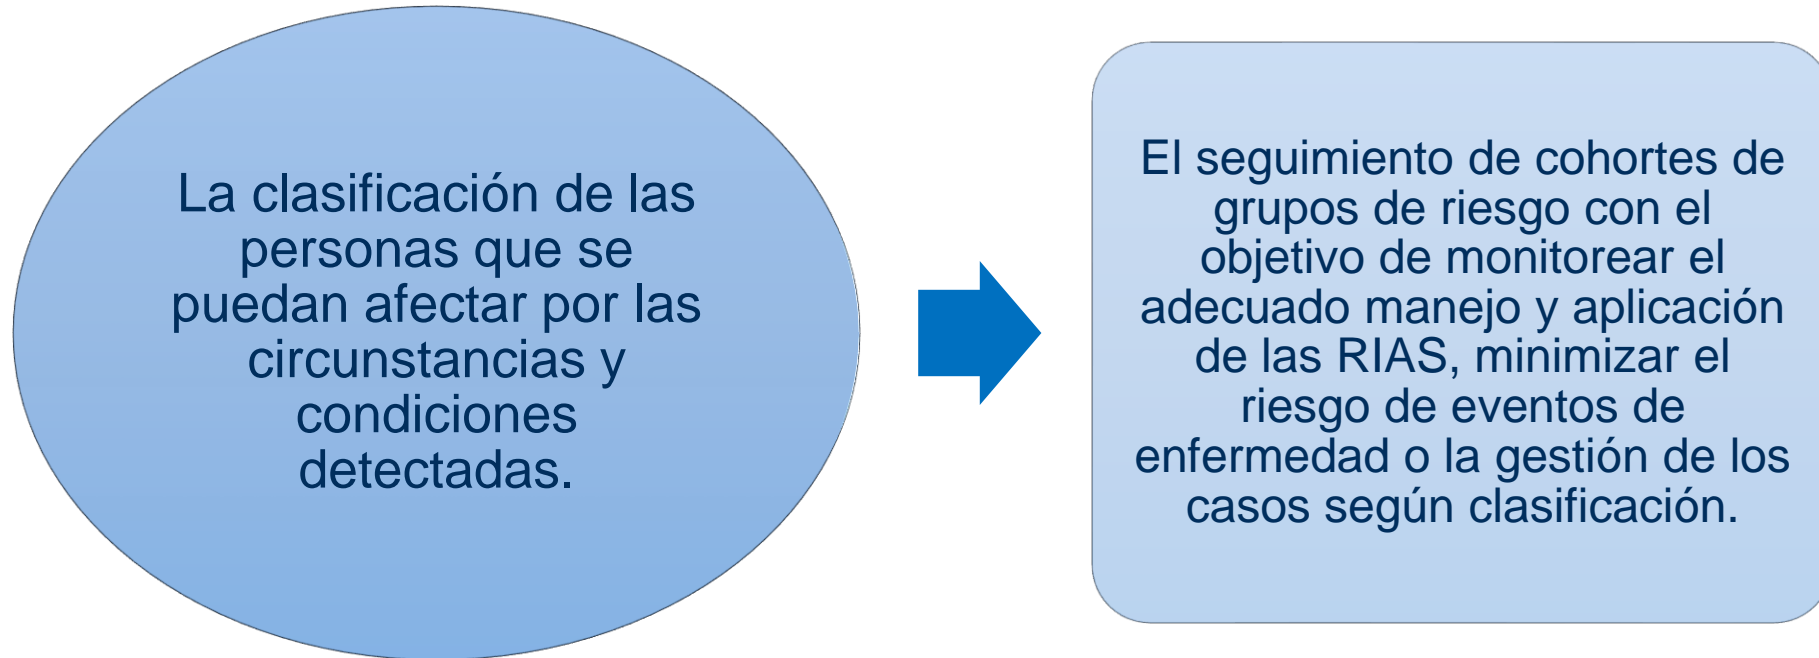 La clasificación de las
personas que se
puedan afectar por las
circunstancias y
condiciones
detectadas.
El seguimiento de cohortes de
grupos de riesgo con el
objetivo de monitorear el
adecuado manejo y aplicación
de las RIAS, minimizar el
riesgo de eventos de
enfermedad o la gestión de los
casos según clasificación.